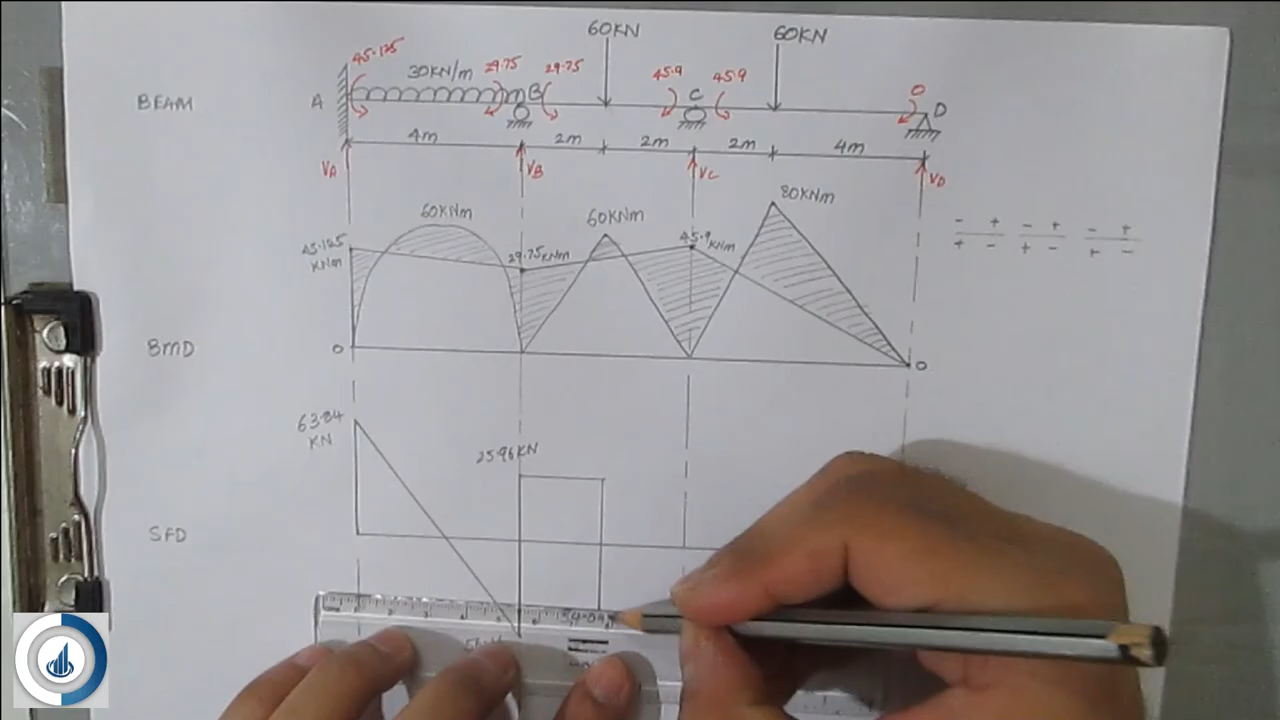 60KN 60KN
45.125 30KN/m 29.75 29.75 45.9 45.9 0
BEAM A B C D
4m 2m 2m 2m 4m
VA VB VC VD
60KNm 60KNm 80KNm
- + - + - +
+ - + - + -
45.125 KNm 29.75KNm 45.9KNm
BMD 0 0
63.84 KN
25.96KN
SFD
34.04